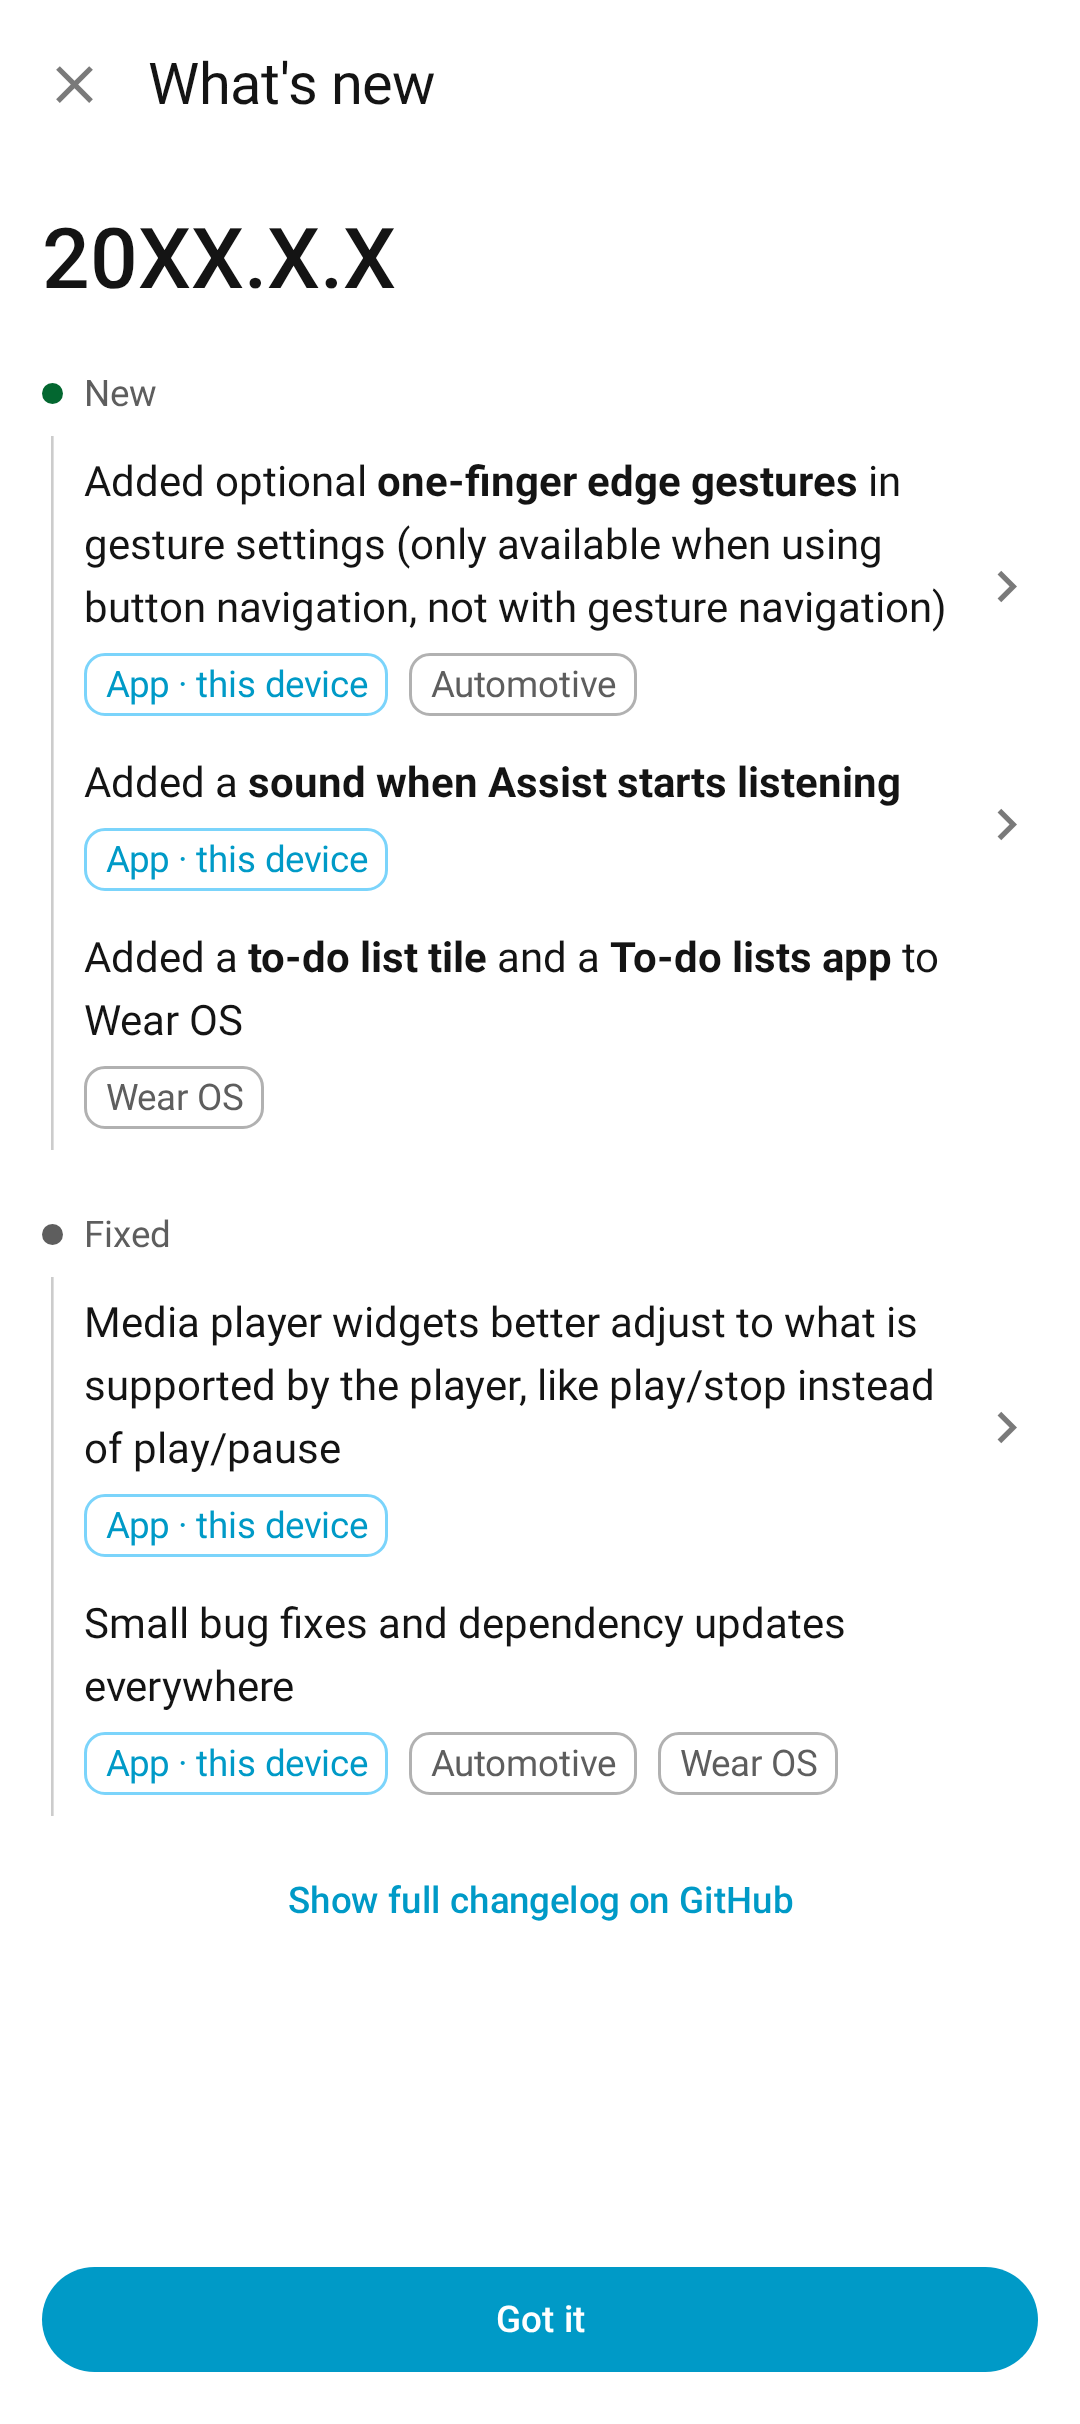 What's new
20XX.X.X
New
Added optional one-finger edge gestures in
gesture settings (only available when using
button navigation, not with gesture navigation)
App · this device Automotive
Added a sound when Assist starts listening
App · this device
Added a to-do list tile and a To-do lists app to
Wear OS
Wear OS
Fixed
Media player widgets better adjust to what is
supported by the player, like play/stop instead
of play/pause
App · this device
Small bug fixes and dependency updates
everywhere
App · this device Automotive Wear OS
Show full changelog on GitHub
Got it